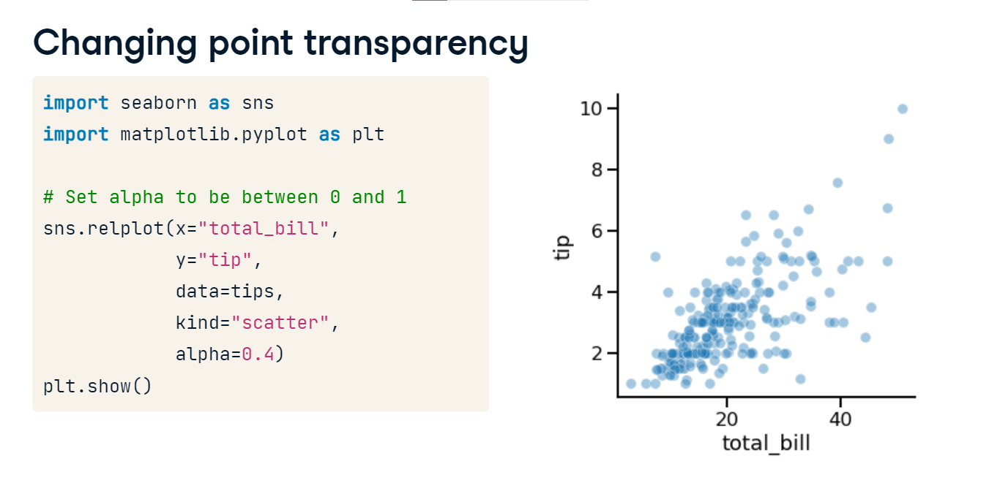 Changing point transparency
import seaborn as sns
import matplotlib.pyplot as plt
# Set alpha to be between 0 and 1
sns.relplot(x="total_bill",
            y="tip",
            data=tips,
            kind="scatter",
            alpha=0.4)
plt.show()
10
8
6
4
2
tip
20 40
total_bill